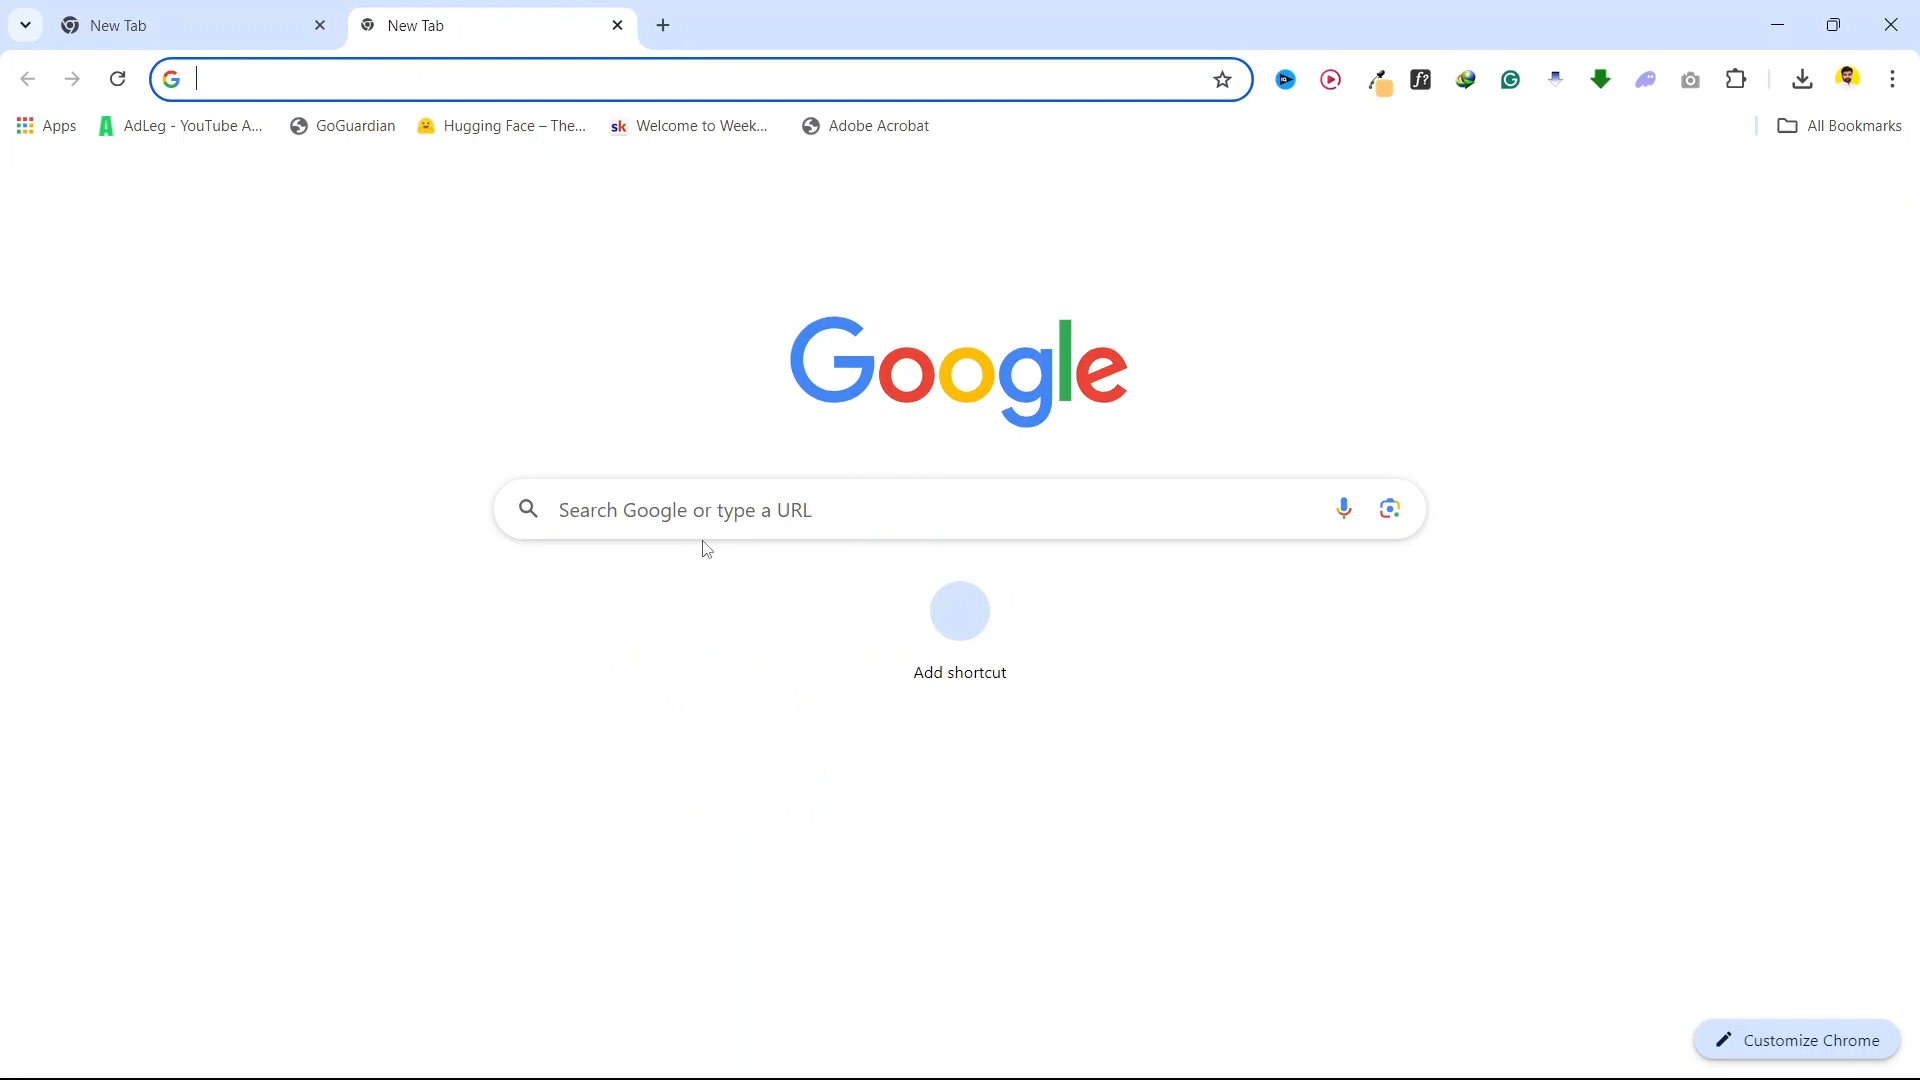 New Tab
New Tab
Apps
AdLeg - YouTube A...
GoGuardian
Hugging Face – The...
sk Welcome to Week...
Adobe Acrobat
All Bookmarks
Google
Search Google or type a URL
Add shortcut
Customize Chrome